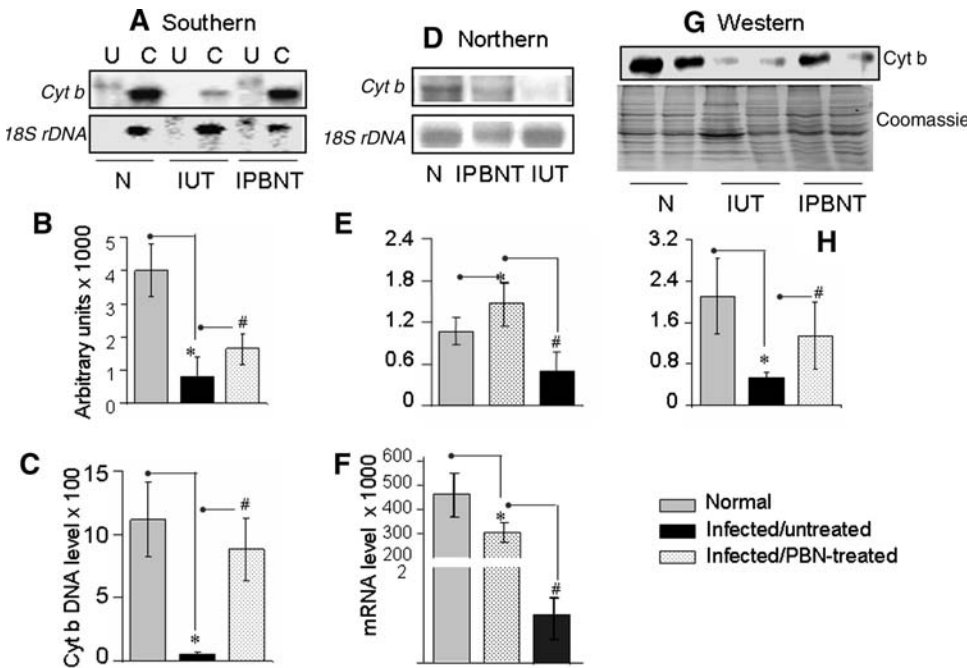 A Southern
U C U C U C
Cyt b
18S rDNA
N IUT IPBNT
D Northern
Cyt b
18S rDNA
N IPBNT IUT
G Western
Cyt b
Coomassie
N IUT IPBNT
B
Arbitrary units x 1000
5
4
3
2
1
0
*
#
E
2.4
1.8
1.2
0.6
0
*
#
H
3.2
2.4
1.6
0.8
0
*
#
C
Cyt b DNA level x 100
15
10
5
0
*
#
F
mRNA level x 1000
600
500
400
300
200
2
*
#
Normal
Infected/untreated
Infected/PBN-treated